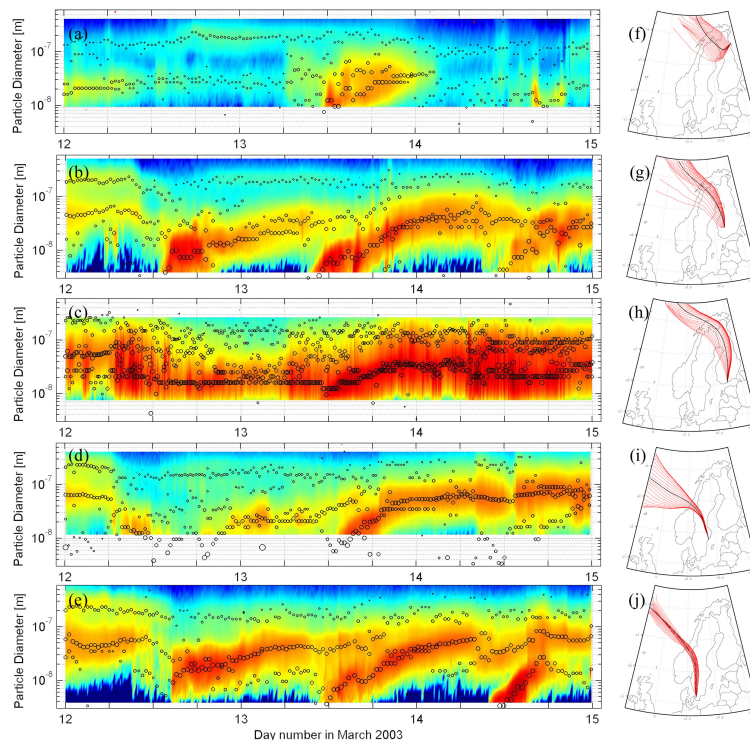 (a)
Particle Diameter [m]
10-7
10-8
12
13
14
15
(f)
(b)
Particle Diameter [m]
10-7
10-8
12
13
14
15
(g)
(c)
Particle Diameter [m]
10-7
10-8
12
13
14
15
(h)
(d)
Particle Diameter [m]
10-7
10-8
12
13
14
15
(i)
(e)
Particle Diameter [m]
10-7
10-8
12
13
14
15
(j)
Day number in March 2003